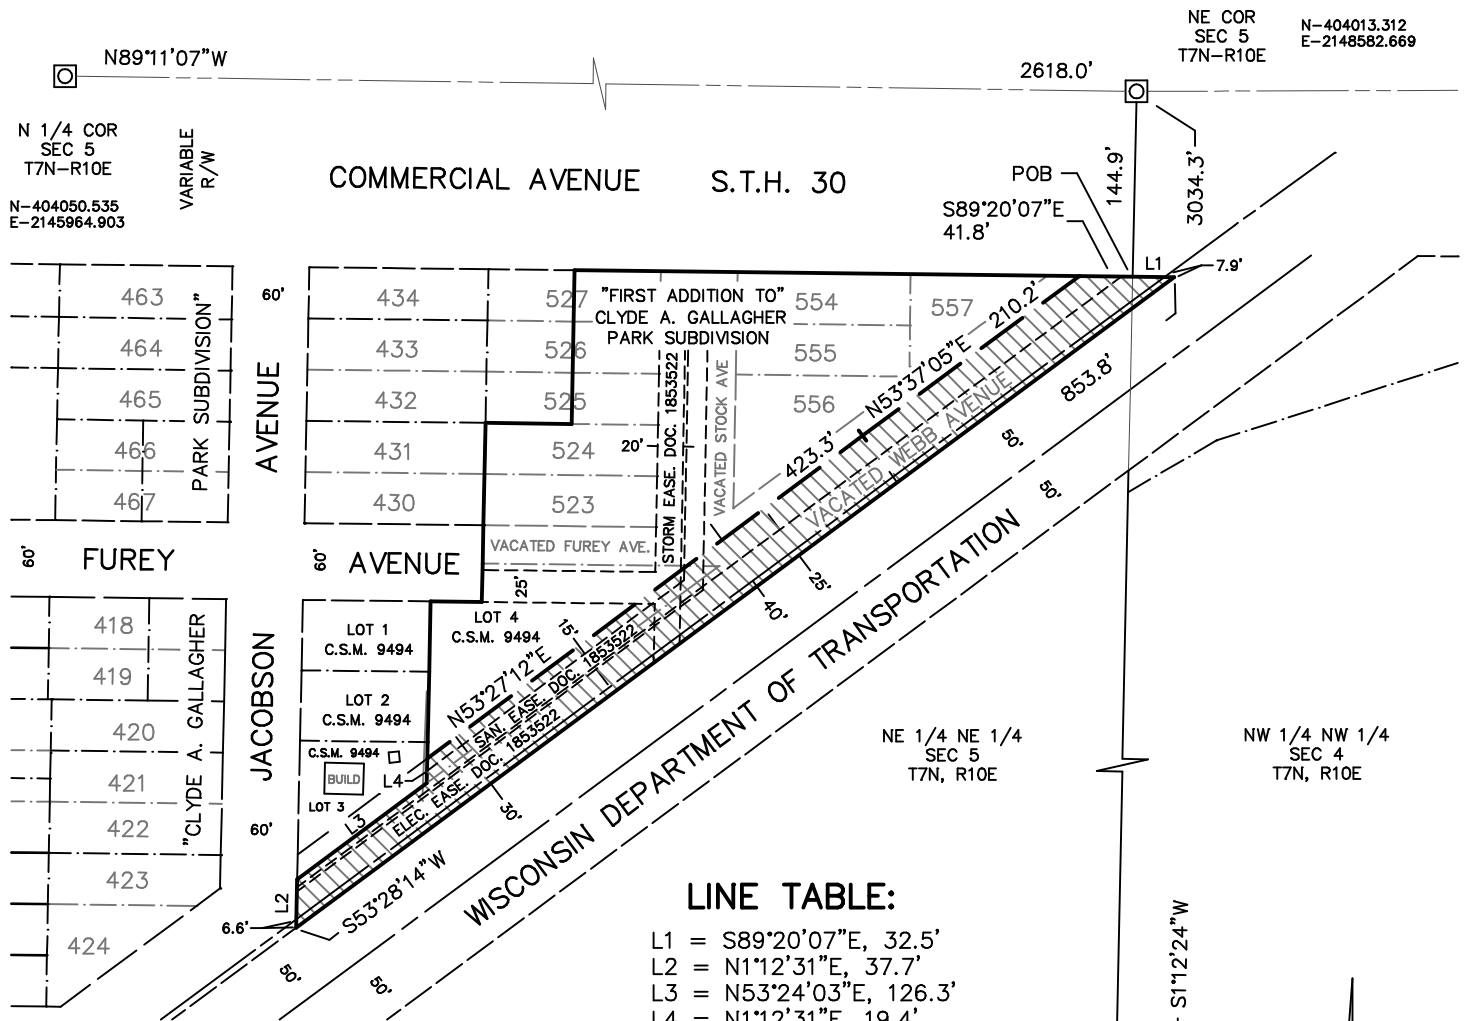 N89°11'07"W
2618.0'
NE COR
SEC 5
T7N-R10E
N-404013.312
E-2148582.669
N 1/4 COR
SEC 5
T7N-R10E
N-404050.535
E-2145964.903
VARIABLE
R/W
COMMERCIAL AVENUE S.T.H. 30
POB
S89°20'07"E
41.8'
144.9'
3034.3'
L1
7.9'
463
464
465
466
467
PARK SUBDIVISION"
60'
AVENUE
434
433
432
431
430
527
526
525
524
523
"FIRST ADDITION TO"
CLYDE A. GALLAGHER
PARK SUBDIVISION
554
555
556
557
20'
STORM EASE. DOC. 1853522
VACATED STOCK AVE
423.3'
N53°37'05"E
210.2'
VACATED WEBB AVENUE
853.8'
50'
50'
VACATED FUREY AVE.
60'
FUREY
60'
AVENUE
25'
25'
40'
418
419
420
421
422
423
424
"CLYDE A. GALLAGHER
JACOBSON
60'
LOT 1
C.S.M. 9494
LOT 2
C.S.M. 9494
C.S.M. 9494
BUILD
LOT 3
LOT 4
C.S.M. 9494
15'
N53°27'12"E
SAN. EASE. DOC. 1853522
ELEC. EASE. DOC. 1853522
L4
L3
L2
30'
6.6'
S53°28'14"W
50'
50'
WISCONSIN DEPARTMENT OF TRANSPORTATION
NE 1/4 NE 1/4
SEC 5
T7N, R10E
NW 1/4 NW 1/4
SEC 4
T7N, R10E
S1°12'24"W
LINE TABLE:
L1 = S89°20'07"E, 32.5'
L2 = N1°12'31"E, 37.7'
L3 = N53°24'03"E, 126.3'
L4 = N1°12'31"E, 19.4'